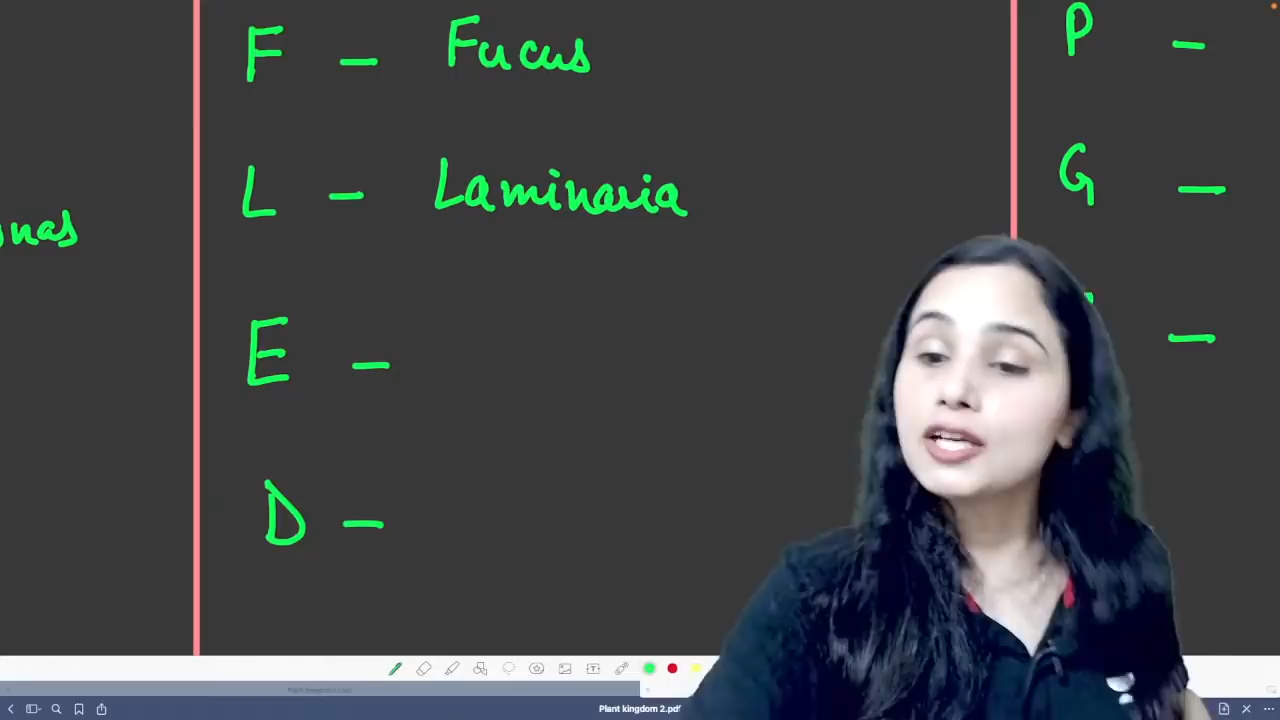 F - Fucus
P -
L - Laminaria
G -
nas
E -
-
D -
Plant kingdom 2.pdf